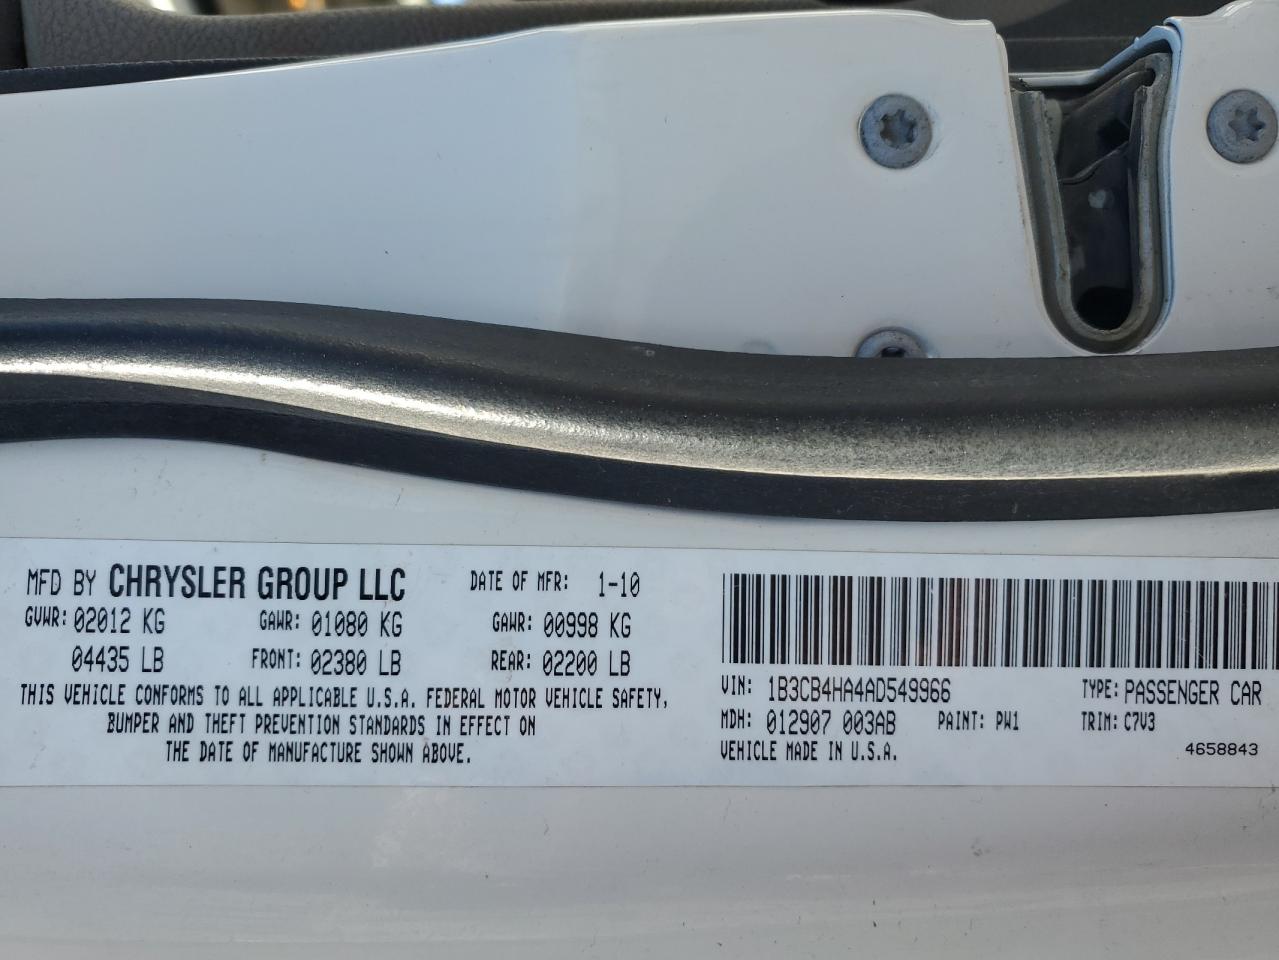 MFD BY CHRYSLER GROUP LLC DATE OF MFR: 1-10
GVWR: 02012 KG GAWR: 01080 KG GAWR: 00998 KG
04435 LB FRONT: 02380 LB REAR: 02200 LB
THIS VEHICLE CONFORMS TO ALL APPLICABLE U.S.A. FEDERAL MOTOR VEHICLE SAFETY,
BUMPER AND THEFT PREVENTION STANDARDS IN EFFECT ON
THE DATE OF MANUFACTURE SHOWN ABOVE.
VIN: 1B3CB4HA4AD549966 TYPE: PASSENGER CAR
MDH: 012907 003AB PAINT: PW1 TRIM: C7V3
VEHICLE MADE IN U.S.A.
4658843